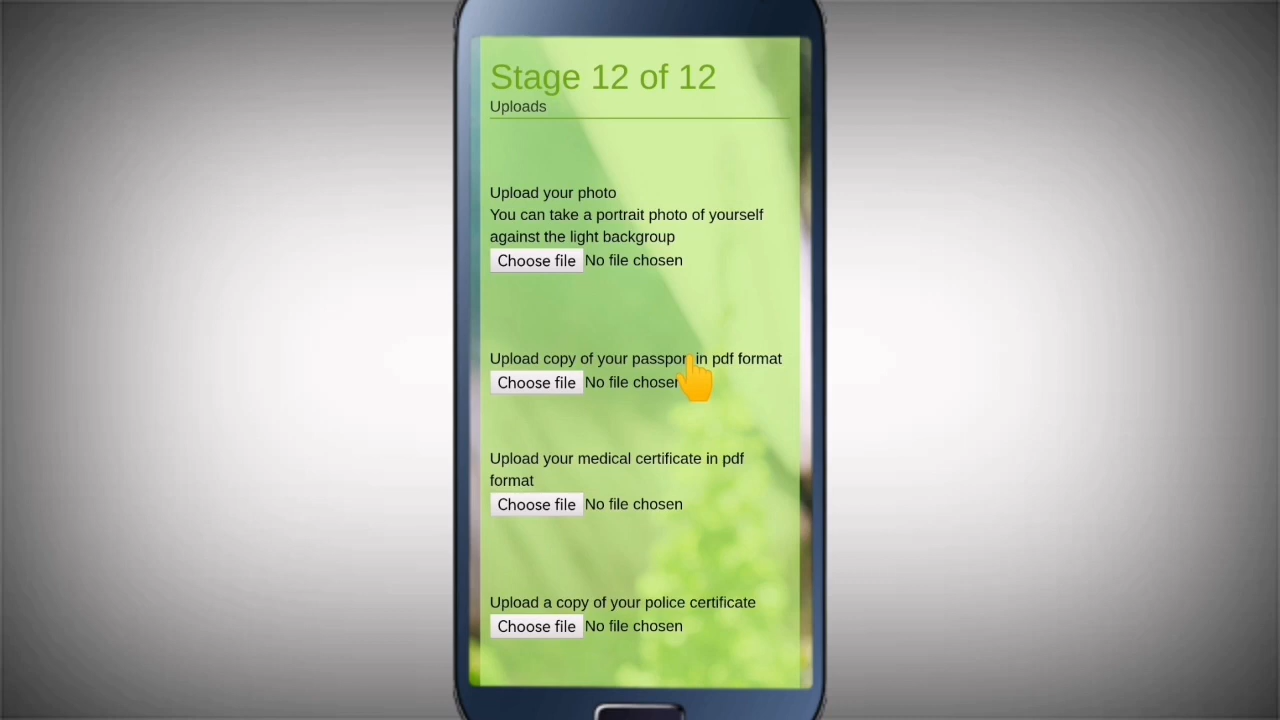 Stage 12 of 12
Uploads
Upload your photo
You can take a portrait photo of yourself
against the light backgroup
Choose file No file chosen
Upload copy of your passport in pdf format
Choose file No file chosen
Upload your medical certificate in pdf
format
Choose file No file chosen
Upload a copy of your police certificate
Choose file No file chosen